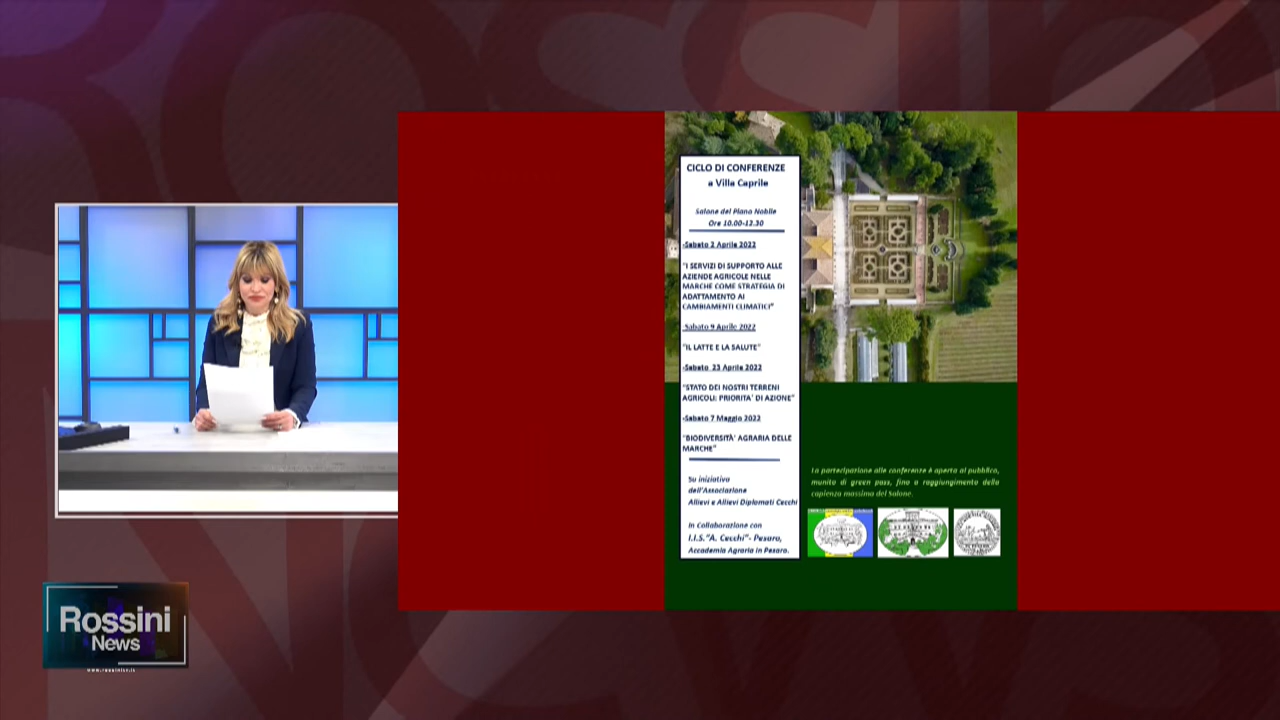 CICLO DI CONFERENZE
a Villa Caprile
Salone del Piano Nobile
Ore 10.00-12.30
-Sabato 2 Aprile 2022
"I SERVIZI DI SUPPORTO ALLE
AZIENDE AGRICOLE NELLE
MARCHE COME STRATEGIA DI
ADATTAMENTO AI
CAMBIAMENTI CLIMATICI"
-Sabato 9 Aprile 2022
"IL LATTE E LA SALUTE"
-Sabato 23 Aprile 2022
"STATO DEI NOSTRI TERRENI
AGRICOLI: PRIORITA' DI AZIONE"
-Sabato 7 Maggio 2022
"BIODIVERSITÀ' AGRARIA DELLE
MARCHE"
Su iniziativa
dell'Associazione
Allievi e Allievi Diplomati Cecchi
In Collaborazione con
I.I.S."A. Cecchi"- Pesaro,
Accademia Agraria in Pesaro.
La partecipazione alle conferenze è aperta al pubblico,
munito di green pass, fino a raggiungimento della
capienza massima del Salone.
Rossini
News
www.rossinitv.it